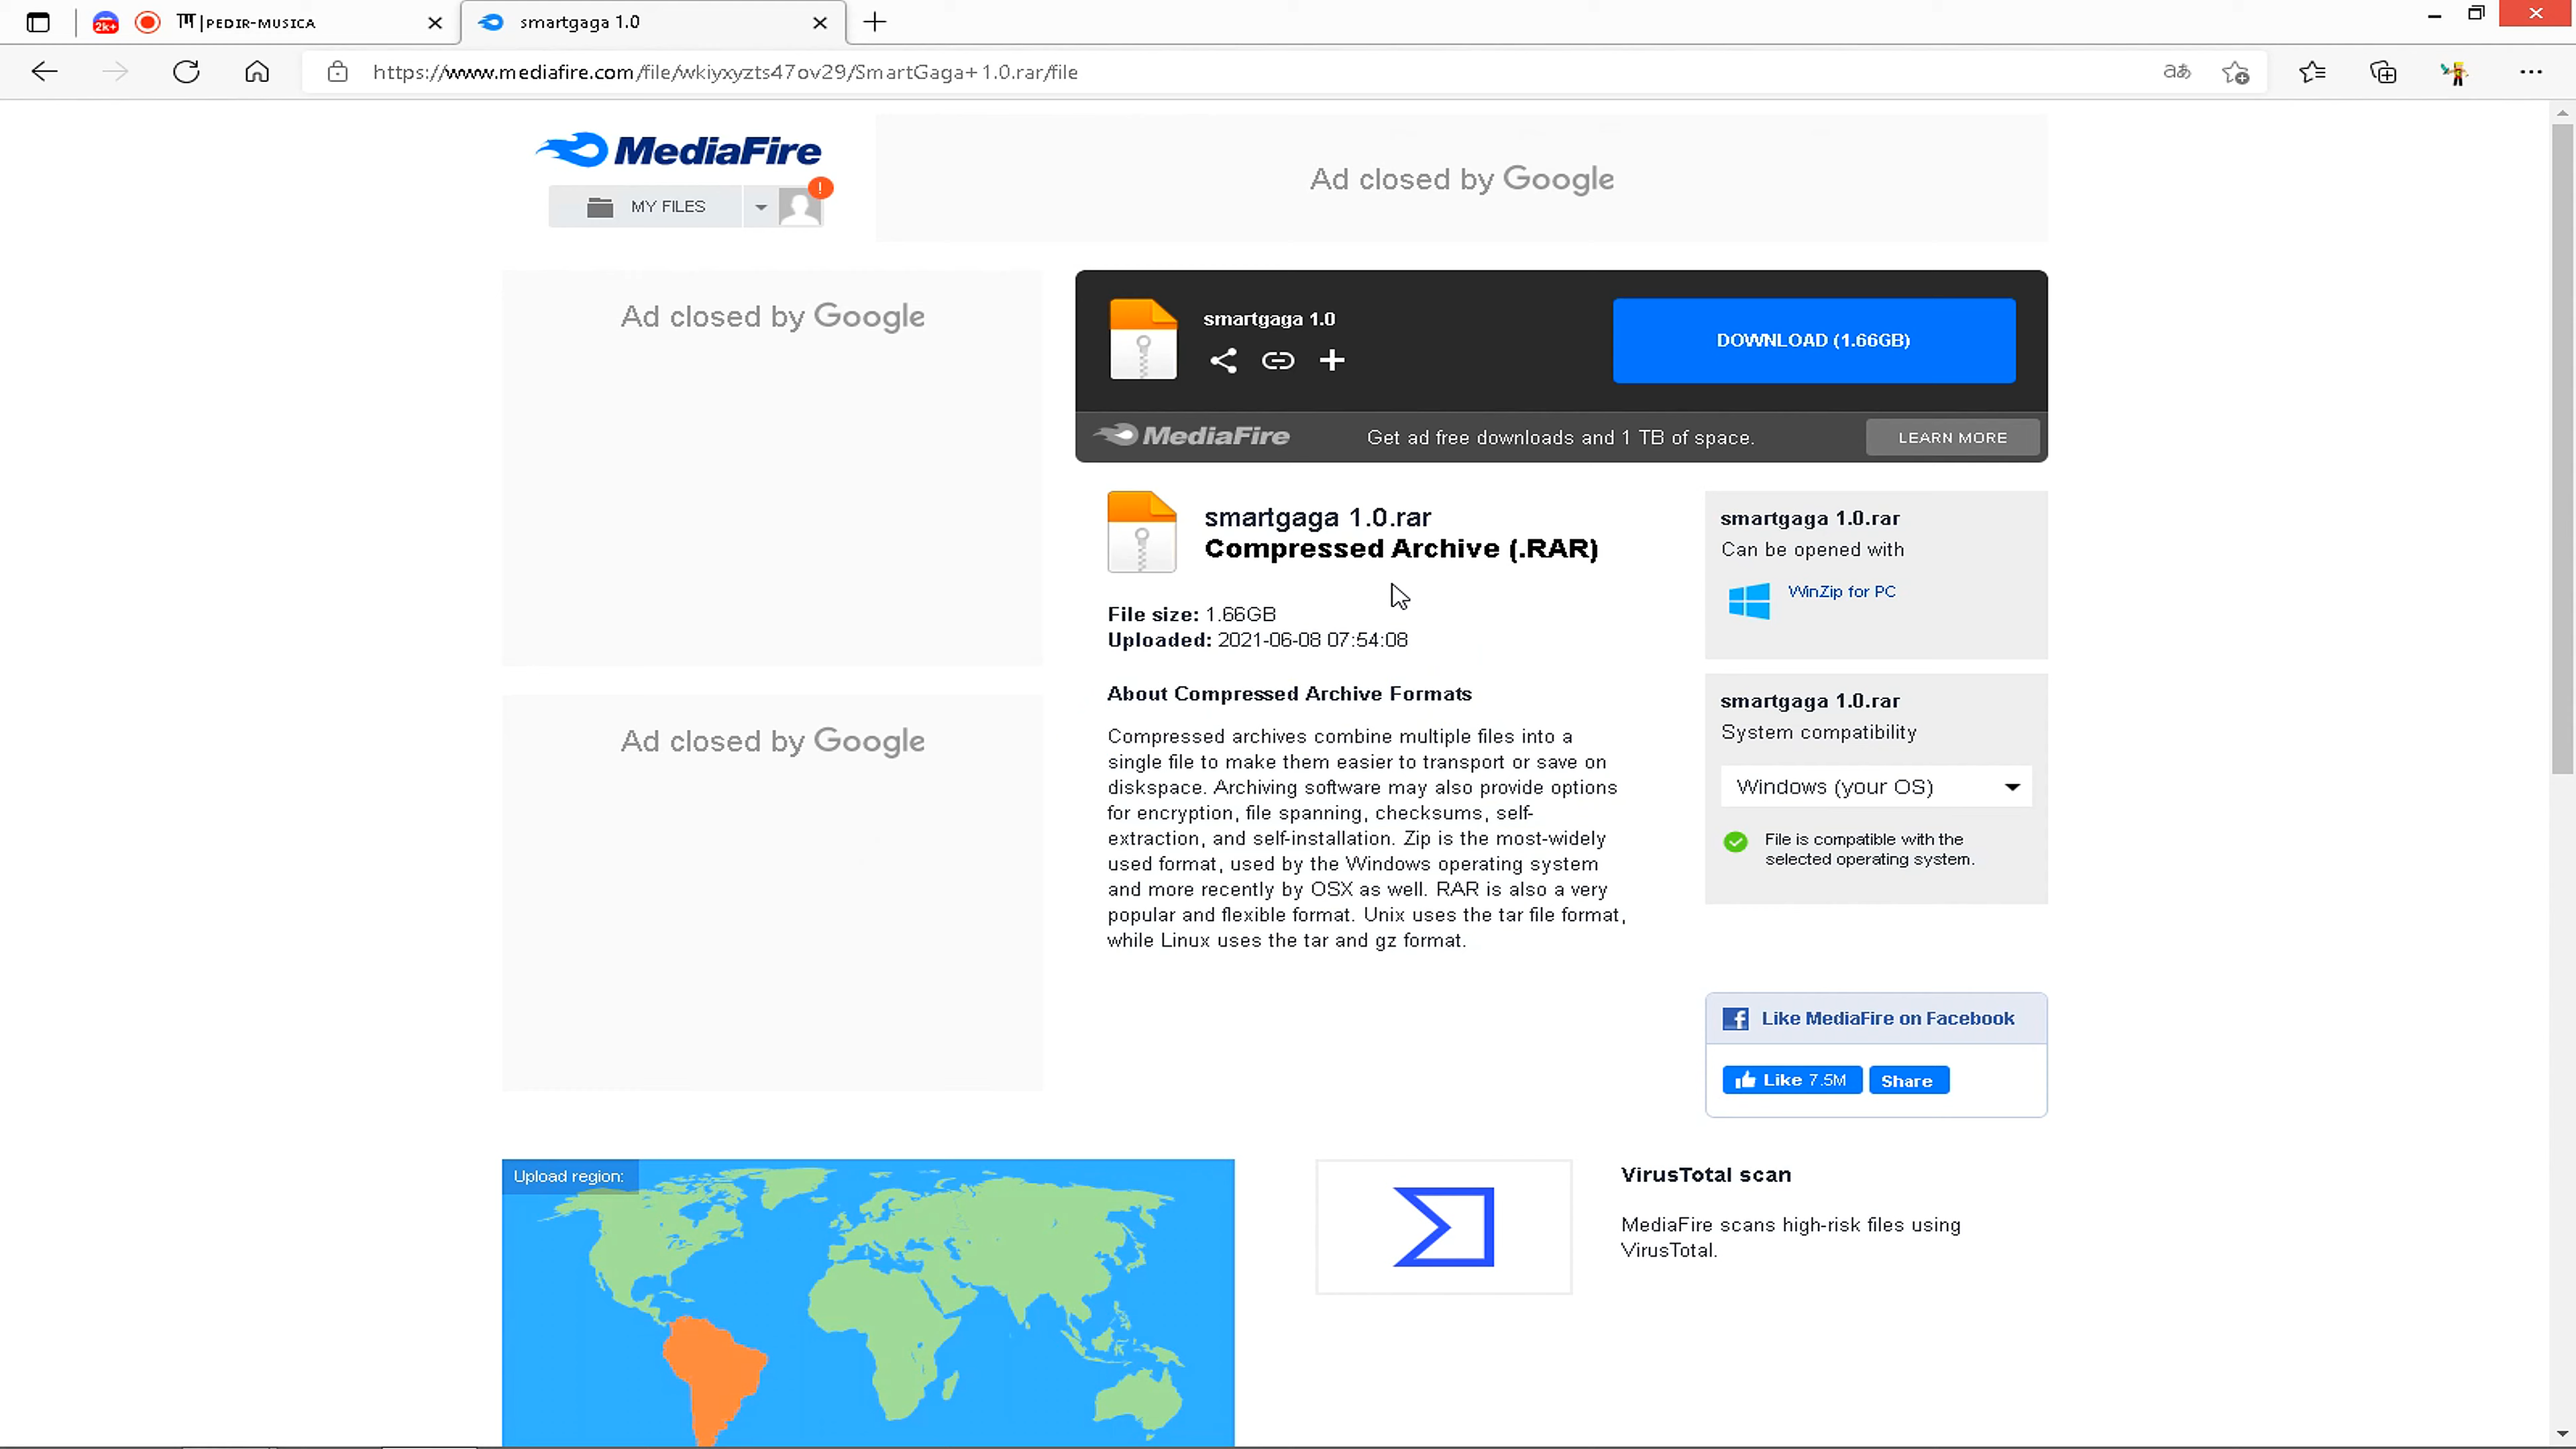 2k+
|PEDIR-MUSICA
smartgaga 1.0
https://www.mediafire.com/file/wkiyxyzts47ov29/SmartGaga+1.0.rar/file
aあ
MediaFire
MY FILES
!
Ad closed by Google
Ad closed by Google
smartgaga 1.0
DOWNLOAD (1.66GB)
MediaFire
Get ad free downloads and 1 TB of space.
LEARN MORE
smartgaga 1.0.rar
Compressed Archive (.RAR)
File size: 1.66GB
Uploaded: 2021-06-08 07:54:08
About Compressed Archive Formats
Compressed archives combine multiple files into a
single file to make them easier to transport or save on
diskspace. Archiving software may also provide options
for encryption, file spanning, checksums, self-
extraction, and self-installation. Zip is the most-widely
used format, used by the Windows operating system
and more recently by OSX as well. RAR is also a very
popular and flexible format. Unix uses the tar file format,
while Linux uses the tar and gz format.
smartgaga 1.0.rar
Can be opened with
WinZip for PC
smartgaga 1.0.rar
System compatibility
Windows (your OS)
File is compatible with the
selected operating system.
Ad closed by Google
Like MediaFire on Facebook
Like 7.5M
Share
Upload region:
VirusTotal scan
MediaFire scans high-risk files using
VirusTotal.